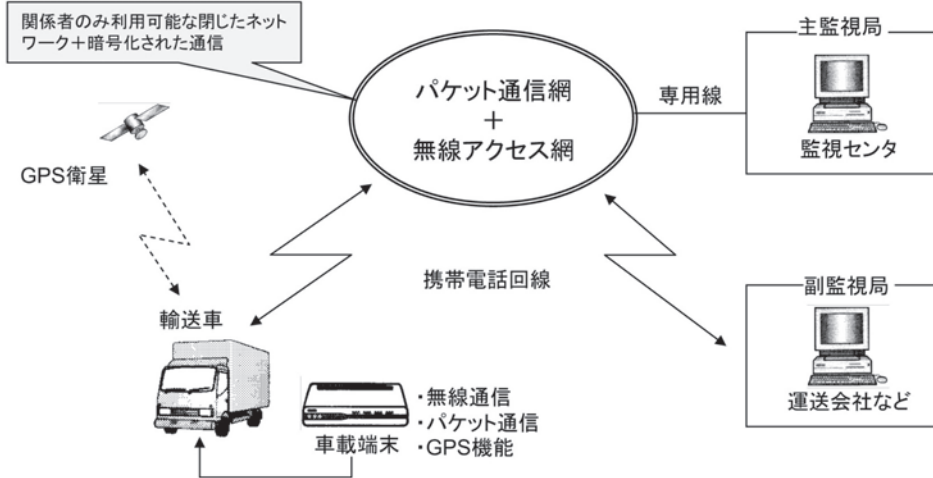 関係者のみ利用可能な閉じたネット
ワーク＋暗号化された通信
パケット通信網
＋
無線アクセス網
専用線
主監視局
監視センタ
GPS衛星
携帯電話回線
副監視局
運送会社など
輸送車
車載端末
・無線通信
・パケット通信
・GPS機能